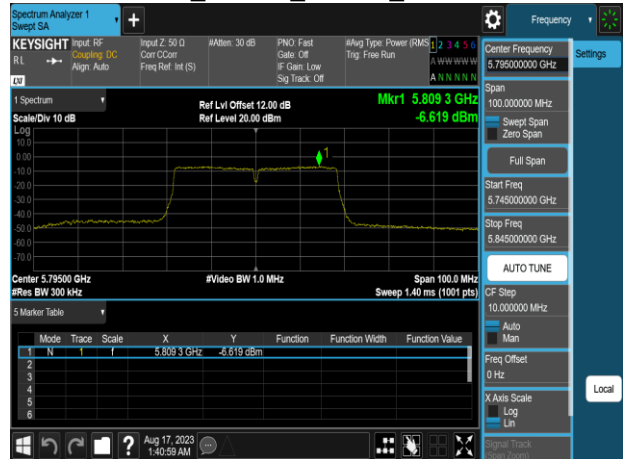 Spectrum Analyzer 1
Swept SA
+
Frequency
KEYSIGHT
RL
LXI
Input: RF
Coupling: DC
Align: Auto
Input Z: 50 Ω
Corr CCorr
Freq Ref: Int (S)
#Atten: 30 dB
PNO: Fast
Gate: Off
IF Gain: Low
Sig Track: Off
#Avg Type: Power (RMS
Trig: Free Run
1 2 3 4 5 6
A W W W W W
A N N N N N
Center Frequency
5.795000000 GHz
Settings
Span
100.000000 MHz
Swept Span
Zero Span
Full Span
Start Freq
5.745000000 GHz
Stop Freq
5.845000000 GHz
AUTO TUNE
CF Step
10.000000 MHz
Auto
Man
Freq Offset
0 Hz
X Axis Scale
Log
Lin
Signal Track
(Span Zoom)
Local
1 Spectrum
Scale/Div 10 dB
Ref Lvl Offset 12.00 dB
Ref Level 20.00 dBm
Mkr1 5.809 3 GHz
-6.619 dBm
Log
10.0
0.00
-10.0
-20.0
-30.0
-40.0
-50.0
-60.0
-70.0
1
Center 5.79500 GHz
#Res BW 300 kHz
#Video BW 1.0 MHz
Span 100.0 MHz
Sweep 1.40 ms (1001 pts)
5 Marker Table
Mode Trace Scale X Y Function Function Width Function Value
1 N 1 f 5.809 3 GHz -6.619 dBm
2
3
4
5
6
?
Aug 17, 2023
1:40:59 AM